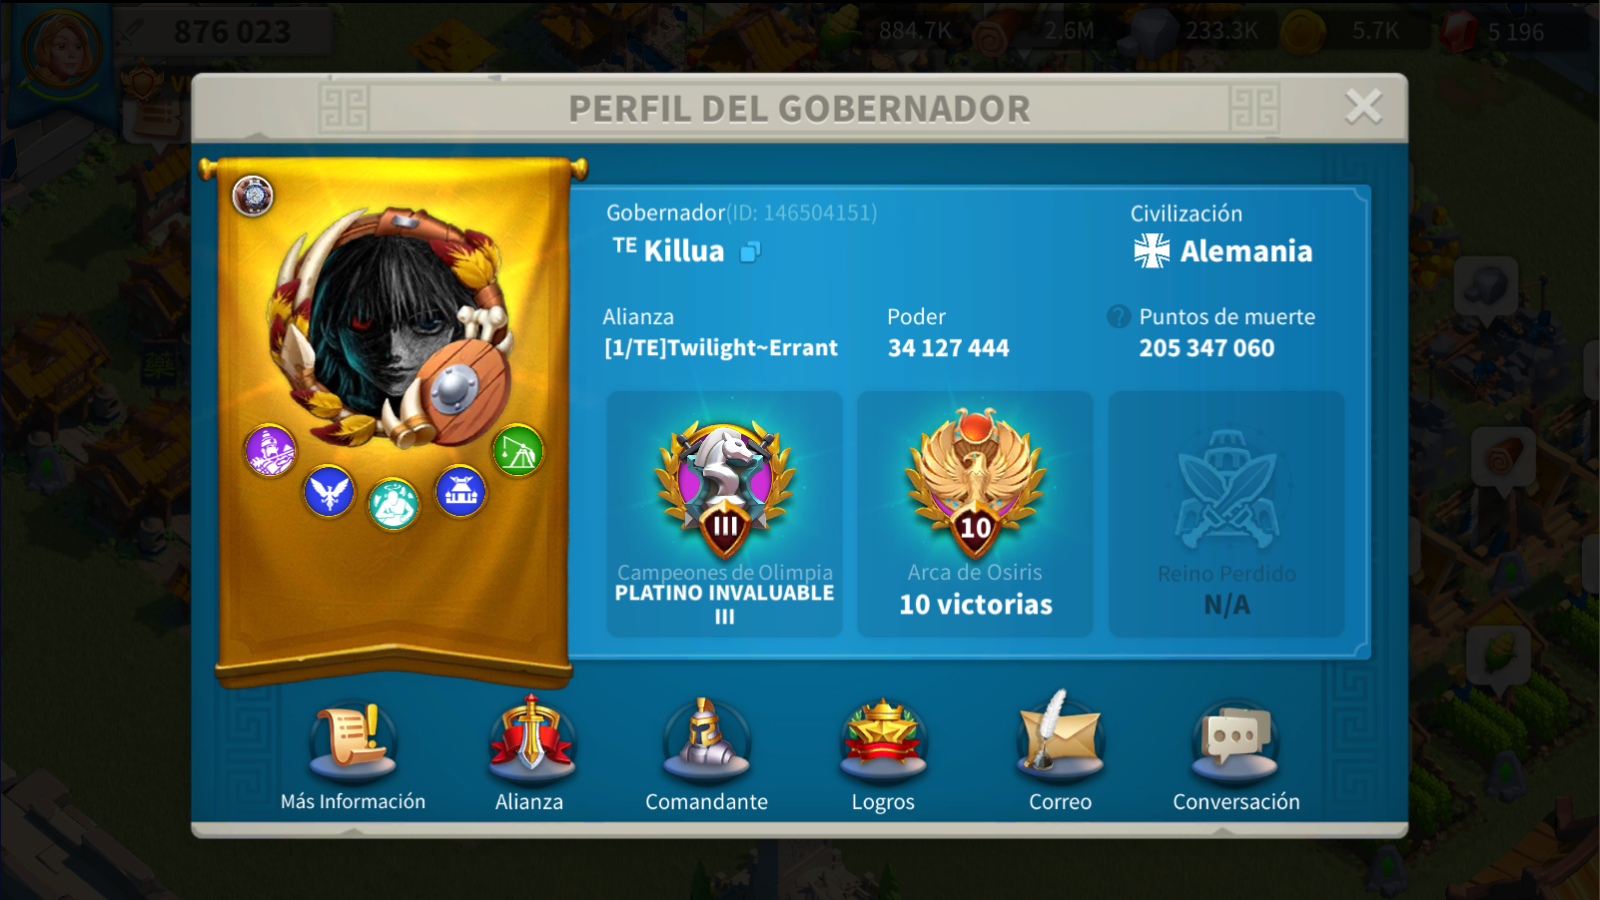 876 023
884.7K
2.6M
233.3K
5.7K
5 196
PERFIL DEL GOBERNADOR
Gobernador(ID: 146504151)
ᵀᴱ Killua
Civilización
Alemania
Alianza
[1/TE]Twilight~Errant
Poder
34 127 444
? Puntos de muerte
205 347 060
III
Campeones de Olimpia
PLATINO INVALUABLE
III
10
Arca de Osiris
10 victorias
Reino Perdido
N/A
Más Información
Alianza
Comandante
Logros
Correo
Conversación